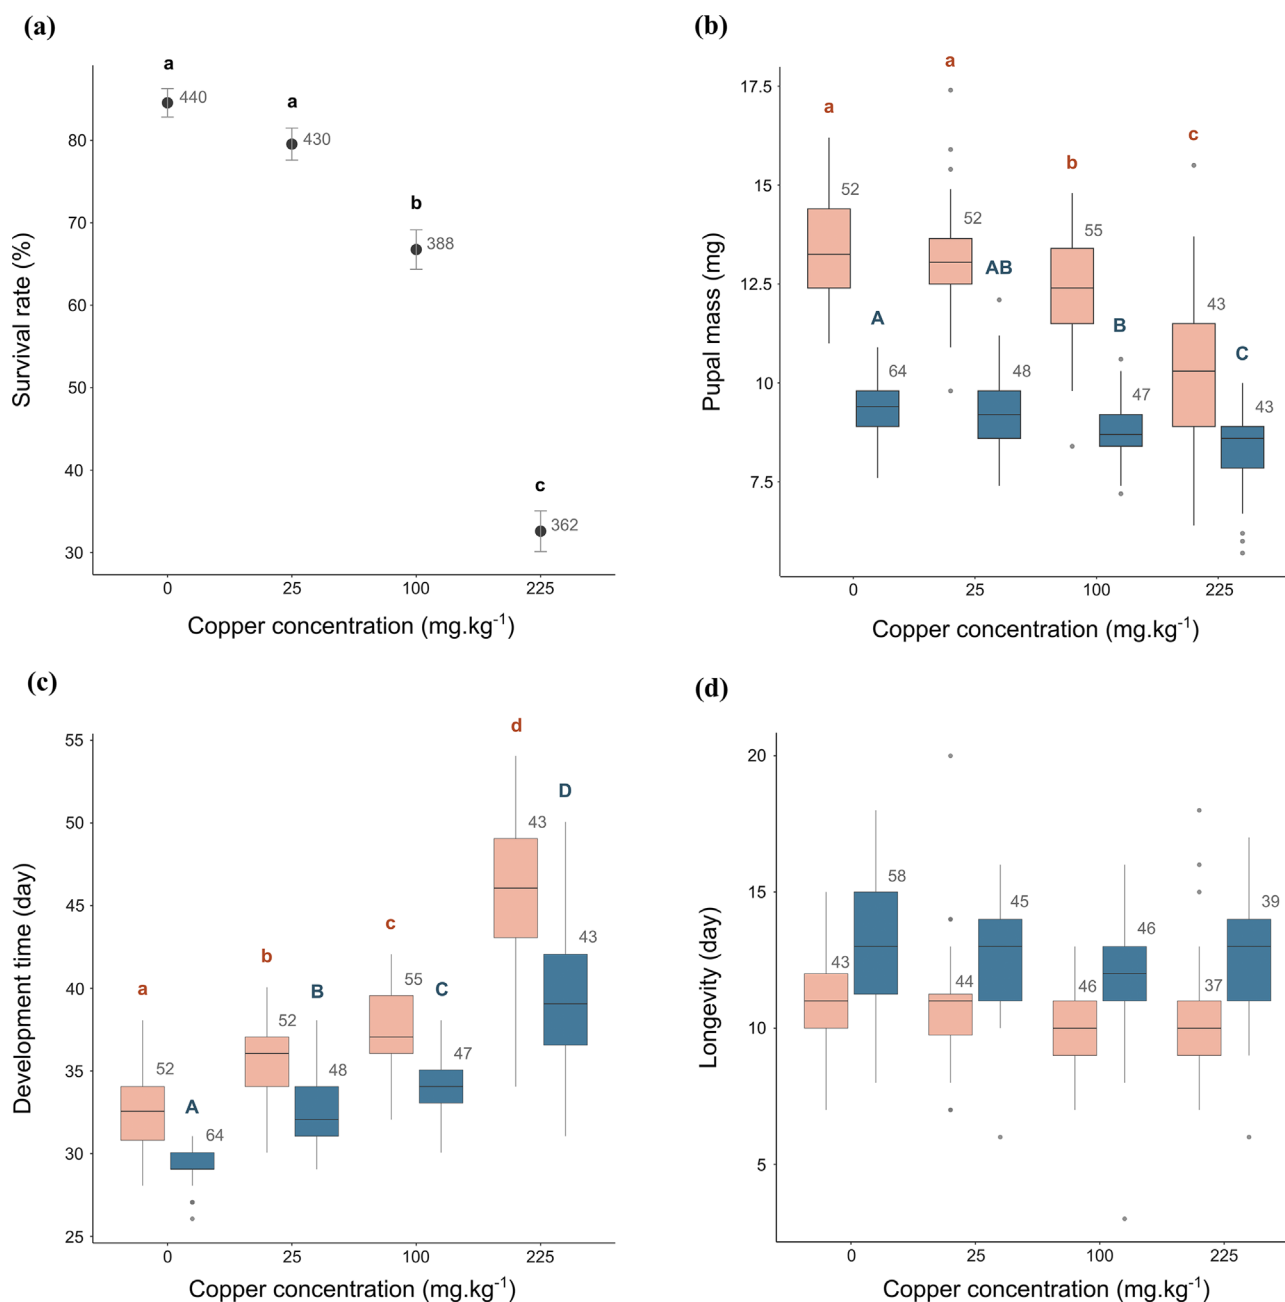 (a)
a
440
a
430
b
388
c
362
80
70
60
50
40
30
Survival rate (%)
0 25 100 225
Copper concentration (mg.kg⁻¹)
(b)
17.5
15
12.5
10
7.5
Pupal mass (mg)
a
52
A
64
a
52
AB
48
b
55
B
47
c
43
C
43
0 25 100 225
Copper concentration (mg.kg⁻¹)
(c)
55
50
45
40
35
30
25
Development time (day)
a
52
A
64
b
52
B
48
c
55
C
47
d
43
D
43
0 25 100 225
Copper concentration (mg.kg⁻¹)
(d)
20
15
10
5
Longevity (day)
43
58
44
45
46
46
37
39
0 25 100 225
Copper concentration (mg.kg⁻¹)